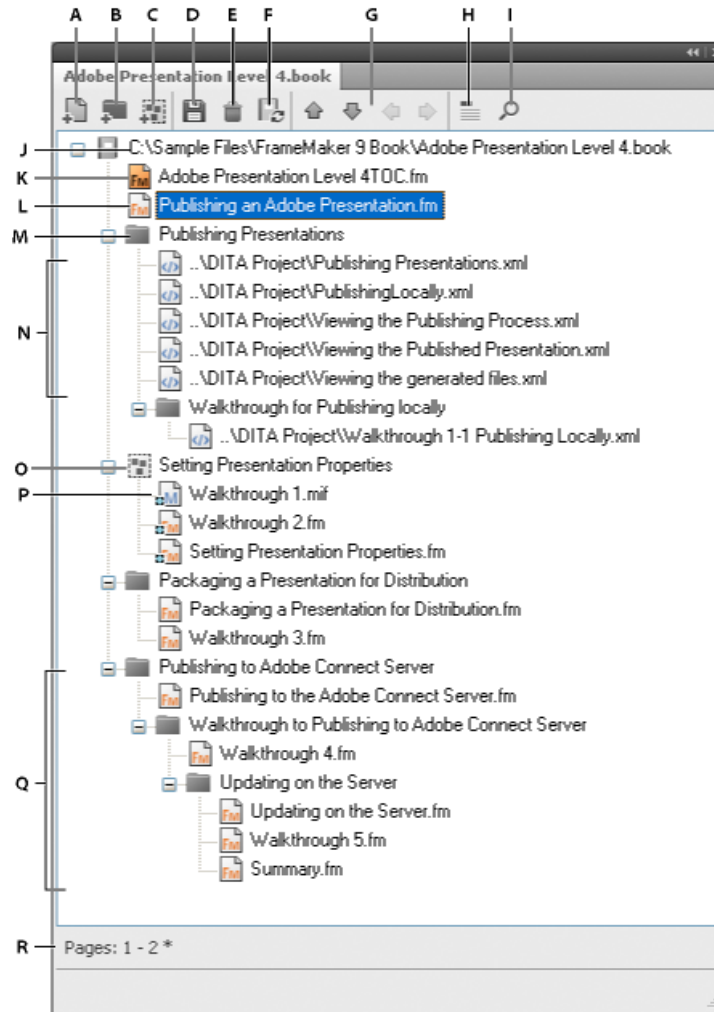 A B C D E F G H I
Adobe Presentation Level 4.book
J C:\Sample Files\FrameMaker 9 Book\Adobe Presentation Level 4.book
K Adobe Presentation Level 4TOC.fm
L Publishing an Adobe Presentation.fm
M Publishing Presentations
..\DITA Project\Publishing Presentations.xml
..\DITA Project\PublishingLocally.xml
N ..\DITA Project\Viewing the Publishing Process.xml
..\DITA Project\Viewing the Published Presentation.xml
..\DITA Project\Viewing the generated files.xml
Walkthrough for Publishing locally
..\DITA Project\Walkthrough 1-1 Publishing Locally.xml
O Setting Presentation Properties
P Walkthrough 1.mif
Walkthrough 2.fm
Setting Presentation Properties.fm
Packaging a Presentation for Distribution
Packaging a Presentation for Distribution.fm
Walkthrough 3.fm
Publishing to Adobe Connect Server
Publishing to the Adobe Connect Server.fm
Walkthrough to Publishing to Adobe Connect Server
Walkthrough 4.fm
Q Updating on the Server
Updating on the Server.fm
Walkthrough 5.fm
Summary.fm
R Pages: 1 - 2 *